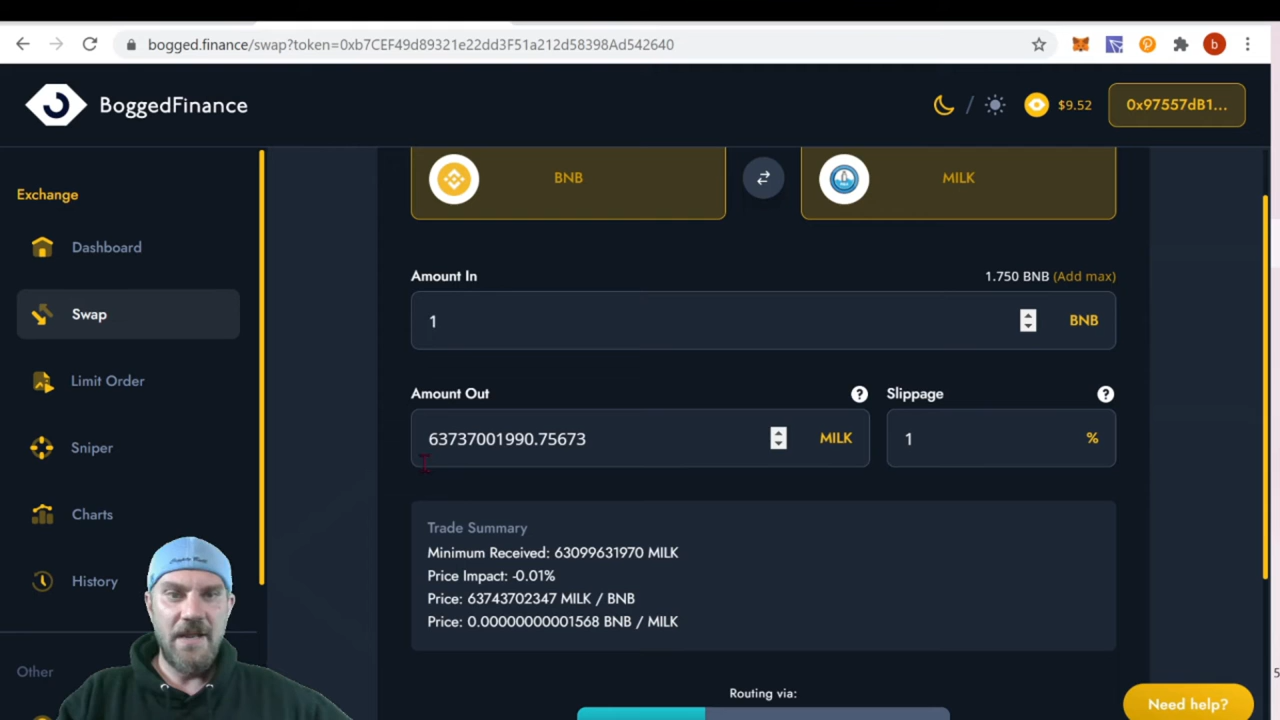 bogged.finance/swap?token=0xb7CEF49d89321e22dd3F51a212d58398Ad542640
b
BoggedFinance
$9.52
0x97557dB1...
Exchange
Dashboard
Swap
Limit Order
Sniper
Charts
History
Other
BNB
MILK
Amount In
1.750 BNB (Add max)
1
BNB
Amount Out
?
Slippage
?
63737001990.75673
MILK
1
%
Trade Summary
Minimum Received: 63099631970 MILK
Price Impact: -0.01%
Price: 63743702347 MILK / BNB
Price: 0.00000000001568 BNB / MILK
Routing via:
Need help?
5